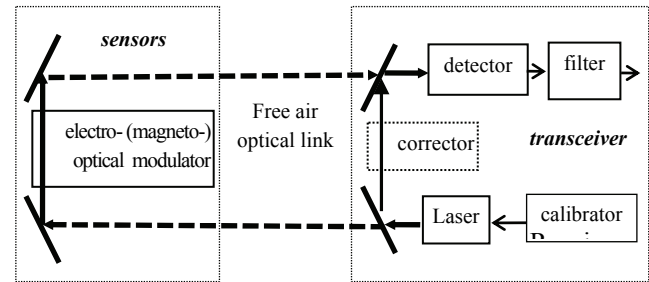 sensors
detector
filter
Free air
optical link
electro- (magneto-)
optical modulator
corrector
transceiver
Laser
calibrator